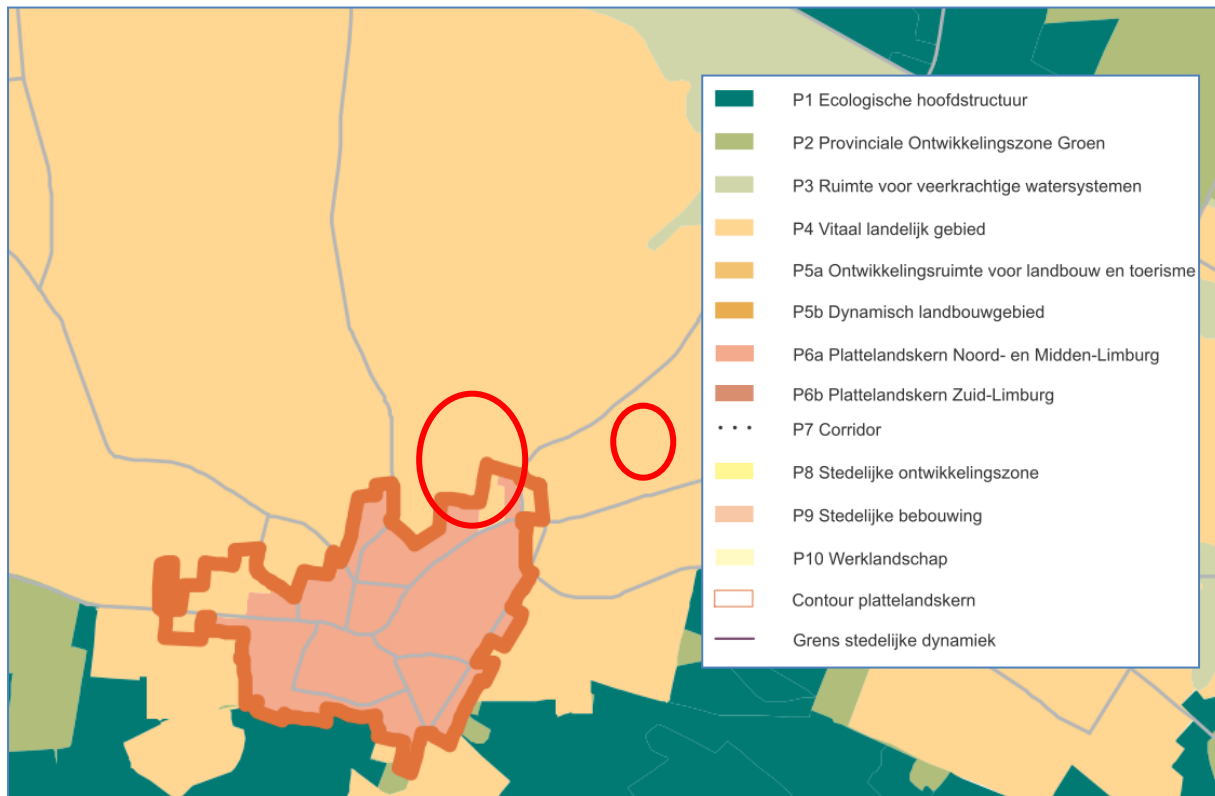 P1 Ecologische hoofdstructuur
P2 Provinciale Ontwikkelingszone Groen
P3 Ruimte voor veerkrachtige watersystemen
P4 Vitaal landelijk gebied
P5a Ontwikkelingsruimte voor landbouw en toerisme
P5b Dynamisch landbouwgebied
P6a Plattelandskern Noord- en Midden-Limburg
P6b Plattelandskern Zuid-Limburg
P7 Corridor
P8 Stedelijke ontwikkelingszone
P9 Stedelijke bebouwing
P10 Werklandschap
Contour plattelandskern
Grens stedelijke dynamiek